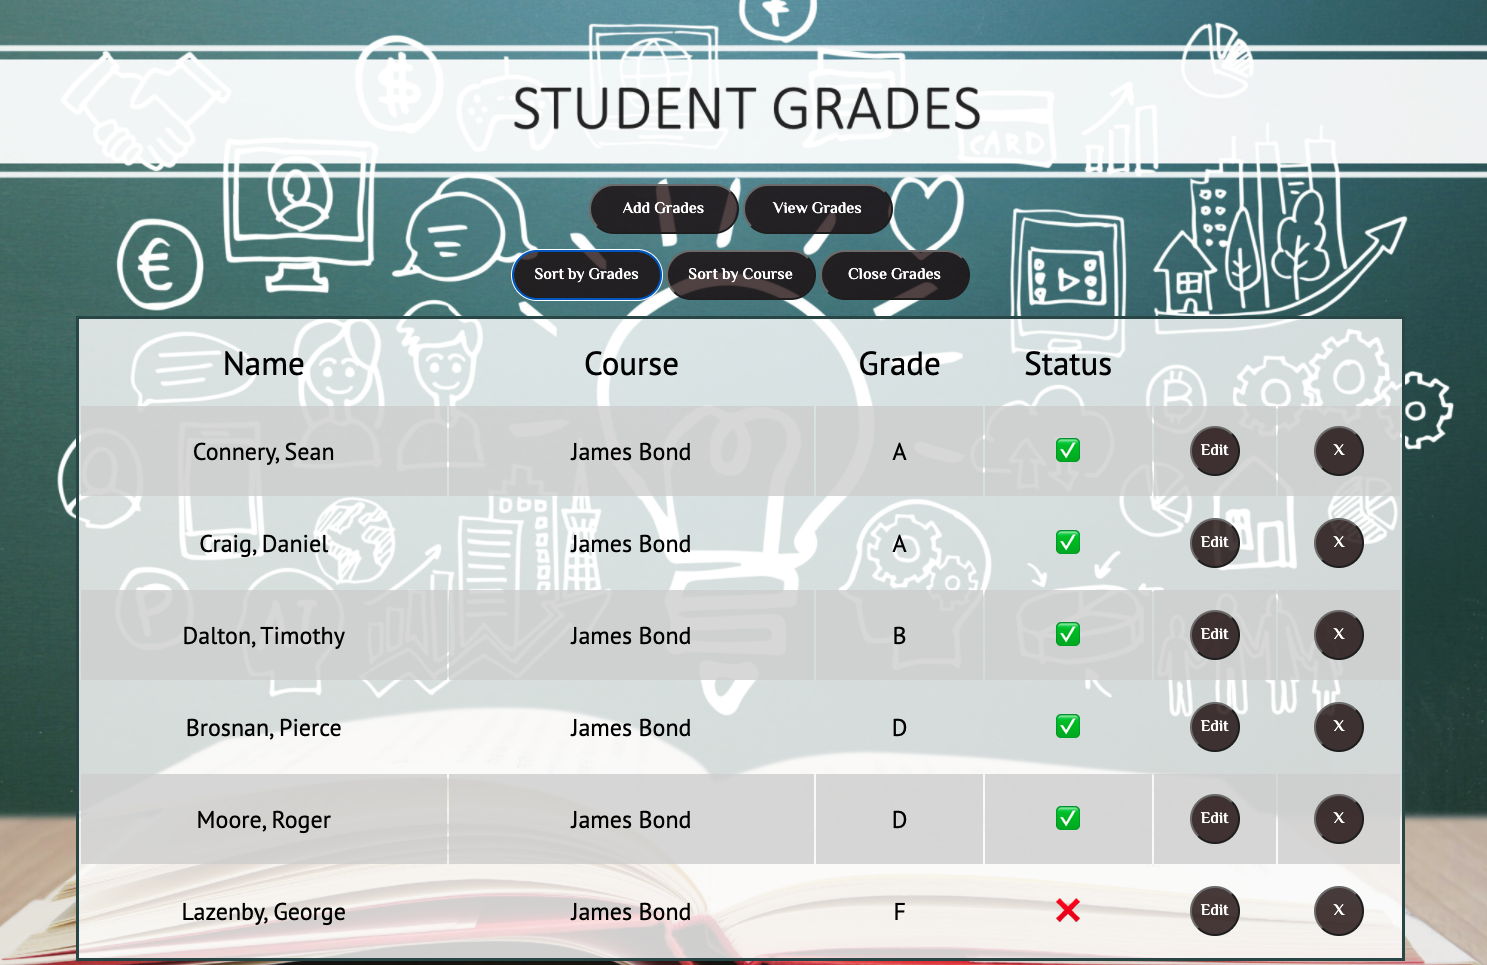 STUDENT GRADES
CARD
Add Grades View Grades
Sort by Grades Sort by Course Close Grades
Name Course Grade Status
Connery, Sean James Bond A ✅ Edit X
Craig, Daniel James Bond A ✅ Edit X
Dalton, Timothy James Bond B ✅ Edit X
Brosnan, Pierce James Bond D ✅ Edit X
Moore, Roger James Bond D ✅ Edit X
Lazenby, George James Bond F ❌ Edit X
$
€
B
P
AI